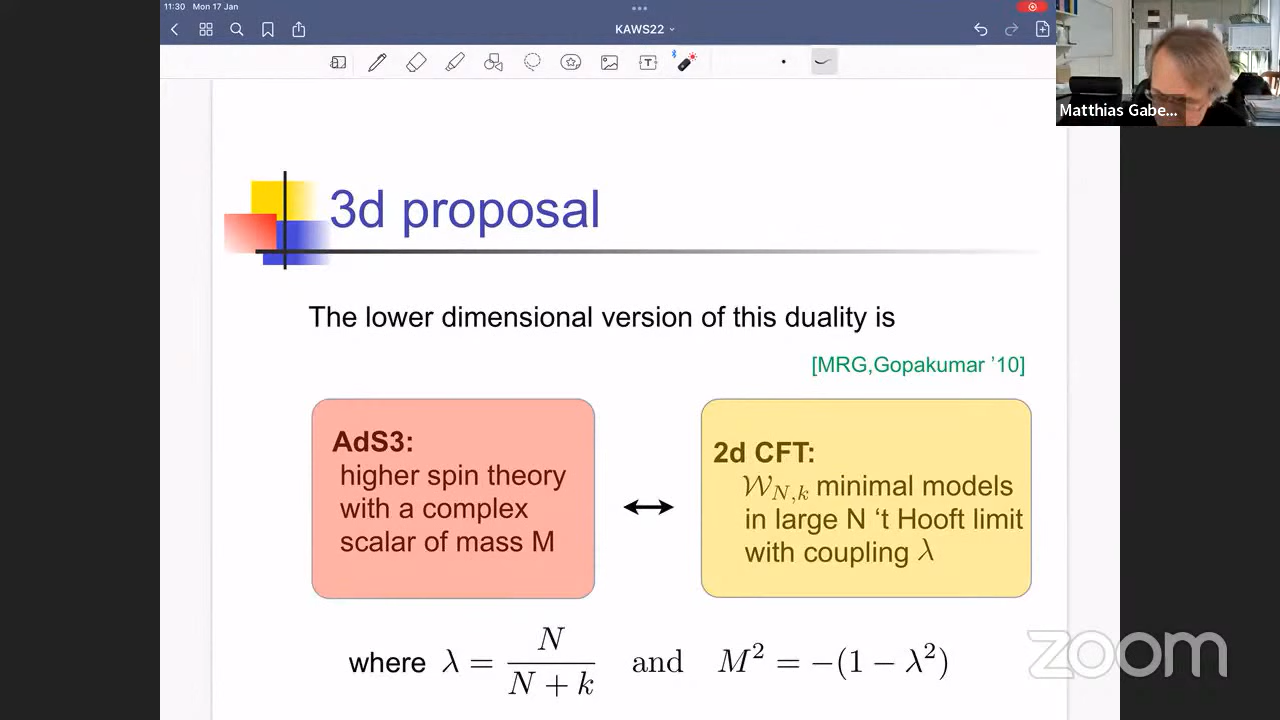 11:30 Mon 17 Jan
KAWS22
T
Matthias Gabe...
3d proposal
The lower dimensional version of this duality is
[MRG,Gopakumar ’10]
AdS3:
higher spin theory
with a complex
scalar of mass M
2d CFT:
𝒲_{N,k} minimal models
in large N ‘t Hooft limit
with coupling λ
where λ = N/(N + k) and M² = −(1 − λ²)
zoom